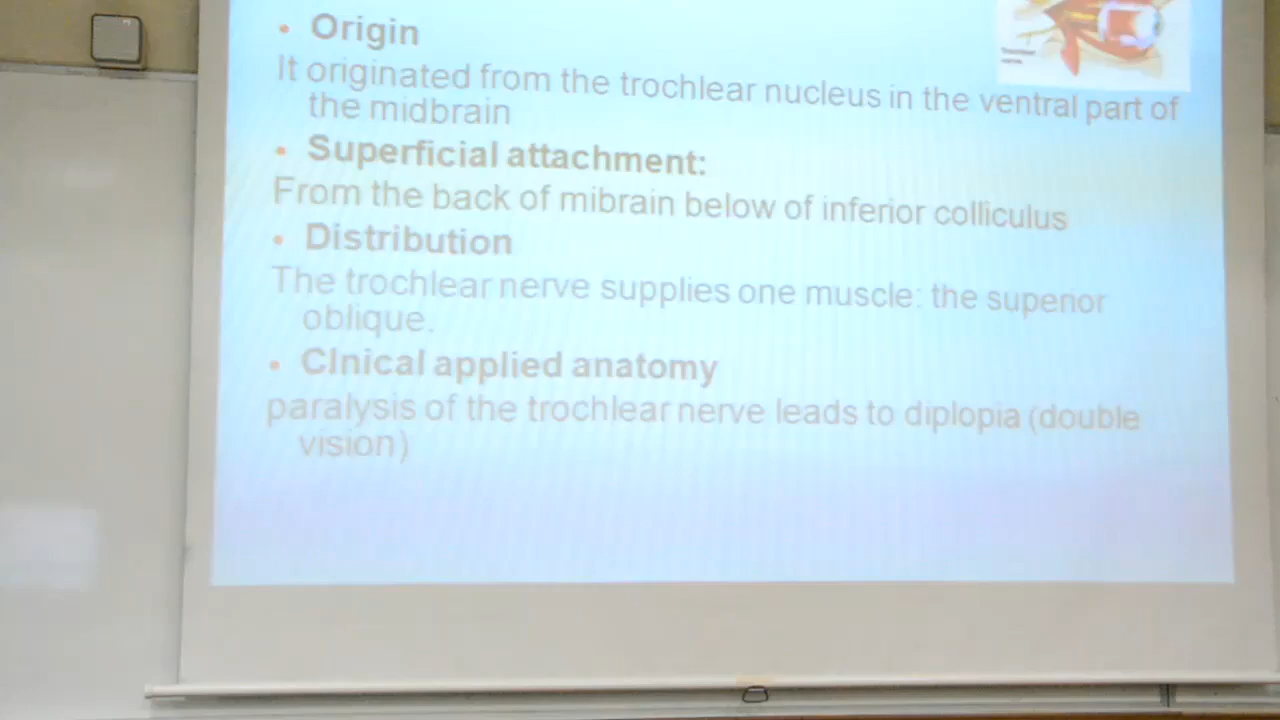 • Origin
It originated from the trochlear nucleus in the ventral part of
the midbrain
• Superficial attachment:
From the back of mibrain below of inferior colliculus
• Distribution
The trochlear nerve supplies one muscle: the superior
oblique.
• Clnical applied anatomy
paralysis of the trochlear nerve leads to diplopia (double
vision)